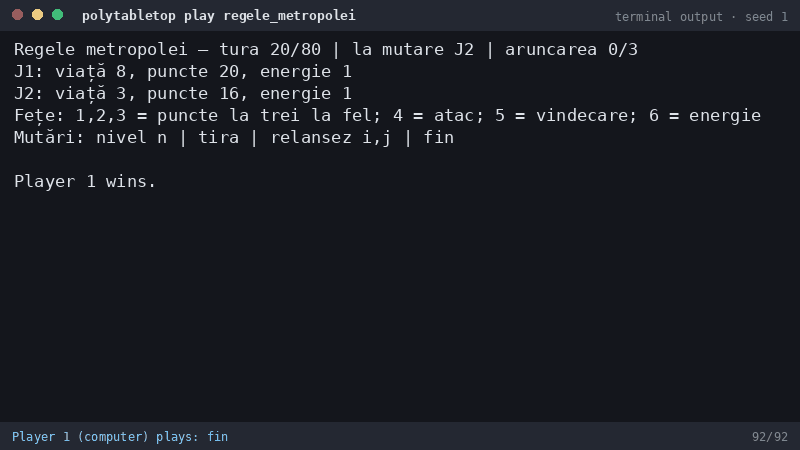 polytabletop play regele_metropolei
terminal output · seed 1
Regele metropolei — tura 20/80 | la mutare J2 | aruncarea 0/3
J1: viață 8, puncte 20, energie 1
J2: viață 3, puncte 16, energie 1
Fețe: 1,2,3 = puncte la trei la fel; 4 = atac; 5 = vindecare; 6 = energie
Mutări: nivel n | tira | relansez i,j | fin
Player 1 wins.
Player 1 (computer) plays: fin
92/92